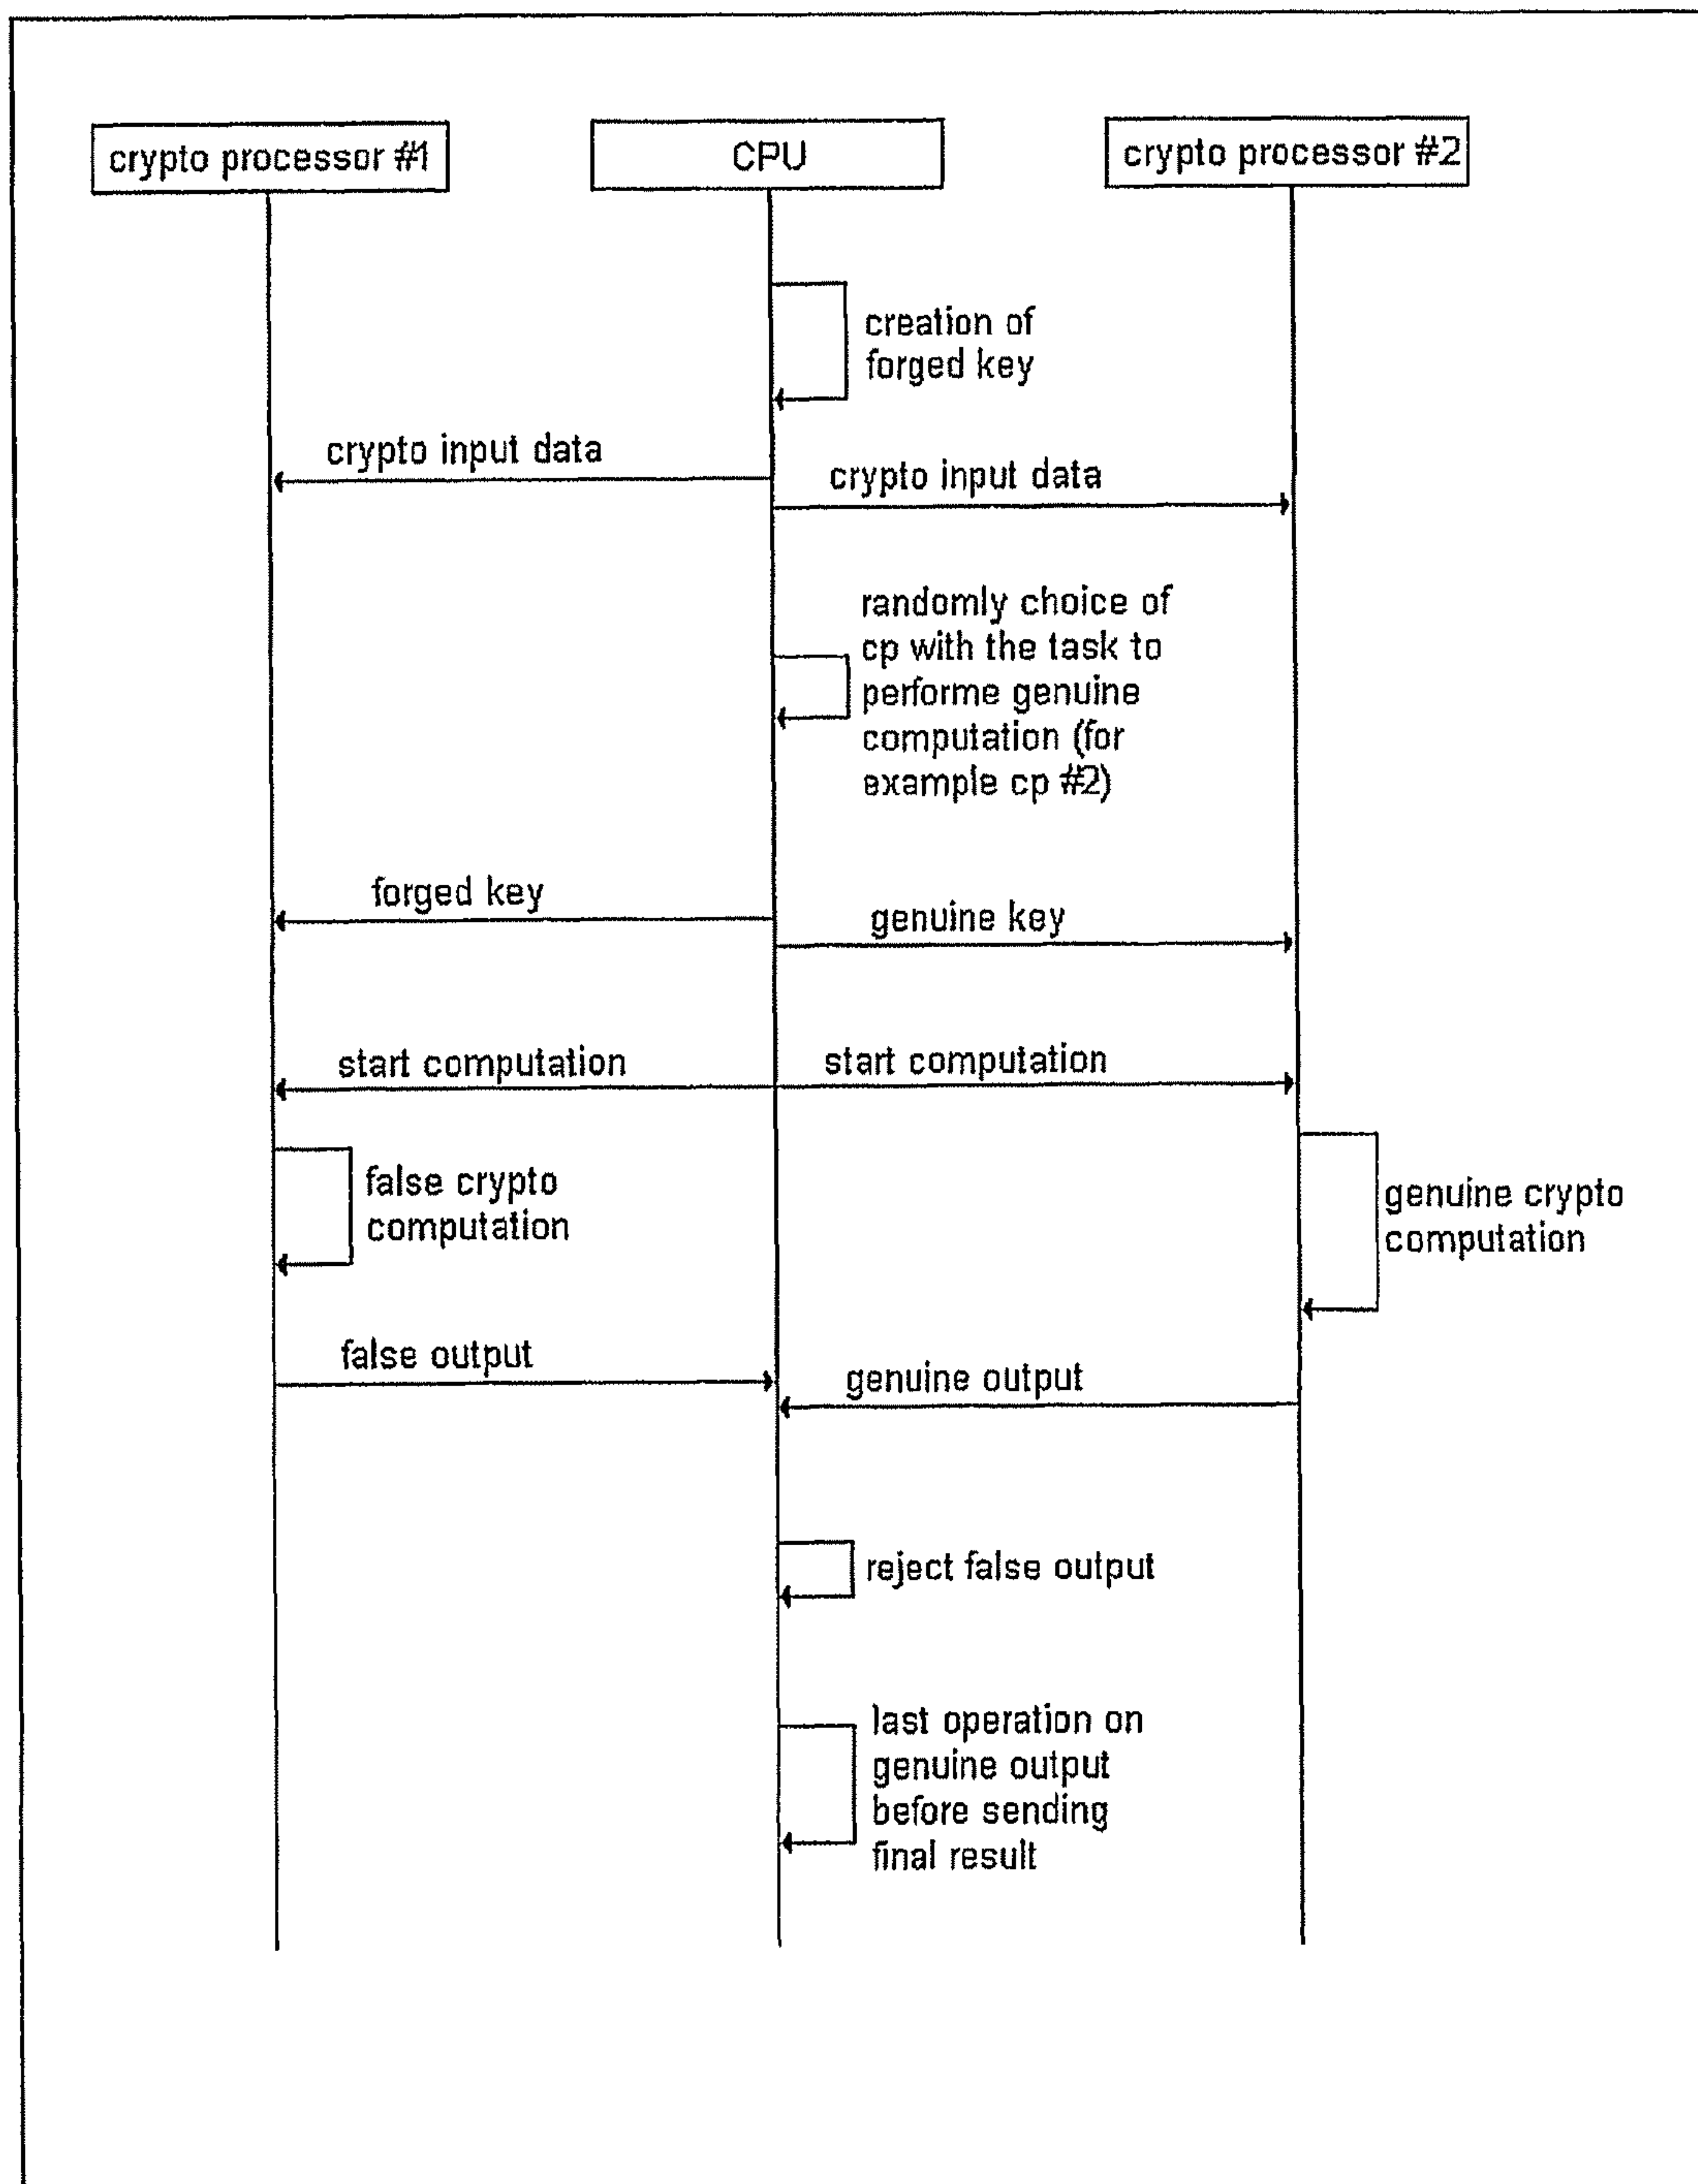 crypto processor #1
CPU
crypto processor #2
creation of
forged key
crypto input data
crypto input data
randomly choice of
cp with the task to
performe genuine
computation (for
example cp #2)
forged key
genuine key
start computation
start computation
false crypto
computation
genuine crypto
computation
false output
genuine output
reject false output
last operation on
genuine output
before sending
final result